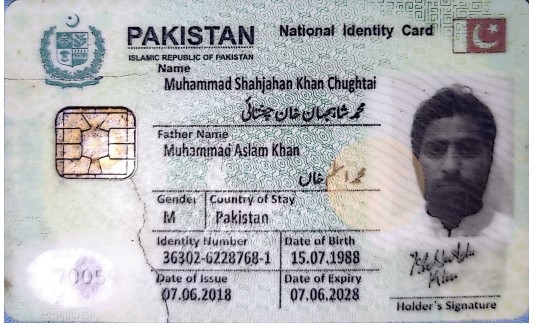 PAKISTAN National Identity Card
ISLAMIC REPUBLIC OF PAKISTAN
Name
Muhammad Shahjahan Khan Chughtai
محمد شاہجہان خان چغتائی
Father Name
Muhammad Aslam Khan
محمد اسلم خان
Gender Country of Stay
M Pakistan
Identity Number Date of Birth
36302-6228768-1 15.07.1988
Date of Issue Date of Expiry
07.06.2018 07.06.2028
7005
Holder's Signature